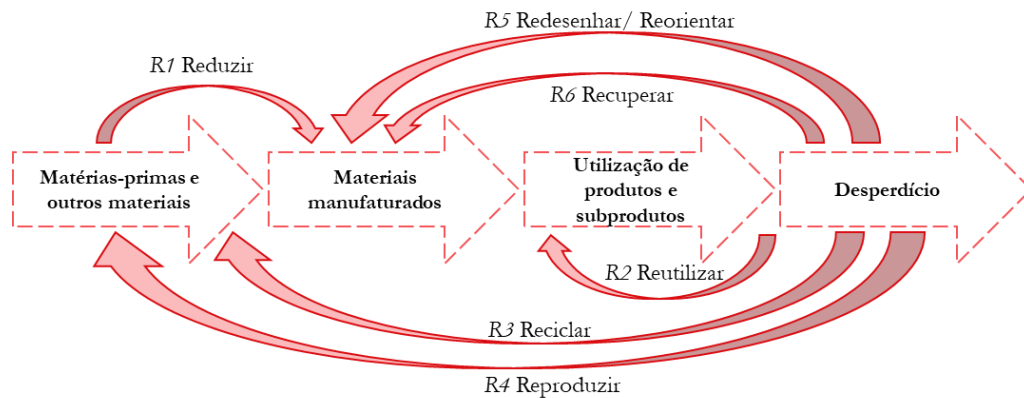 R5 Redesenhar/ Reorientar
R1 Reduzir
R6 Recuperar
Matérias-primas e
outros materiais
Materiais
manufaturados
Utilização de
produtos e
subprodutos
Desperdício
R2 Reutilizar
R3 Reciclar
R4 Reproduzir